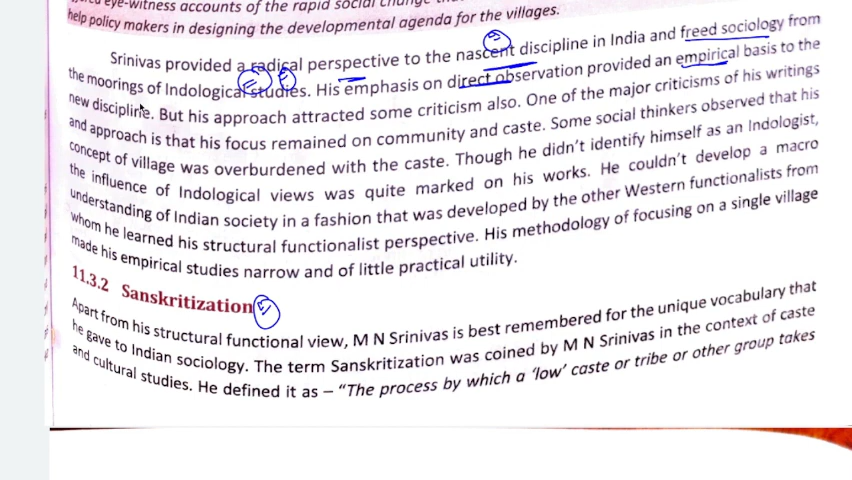 eye-witness accounts of the rapid social change
help policy makers in designing the developmental agenda for the villages.
Srinivas provided a radical perspective to the nascent discipline in India and freed sociology from
the moorings of Indological studies. His emphasis on direct observation provided an empirical basis to the
new discipline. But his approach attracted some criticism also. One of the major criticisms of his writings
and approach is that his focus remained on community and caste. Some social thinkers observed that his
concept of village was overburdened with the caste. Though he didn't identify himself as an Indologist,
the influence of Indological views was quite marked on his works. He couldn't develop a macro
understanding of Indian society in a fashion that was developed by the other Western functionalists from
whom he learned his structural functionalist perspective. His methodology of focusing on a single village
made his empirical studies narrow and of little practical utility.
11.3.2 Sanskritization
Apart from his structural functional view, M N Srinivas is best remembered for the unique vocabulary that
he gave to Indian sociology. The term Sanskritization was coined by M N Srinivas in the context of caste
and cultural studies. He defined it as – "The process by which a 'low' caste or tribe or other group takes